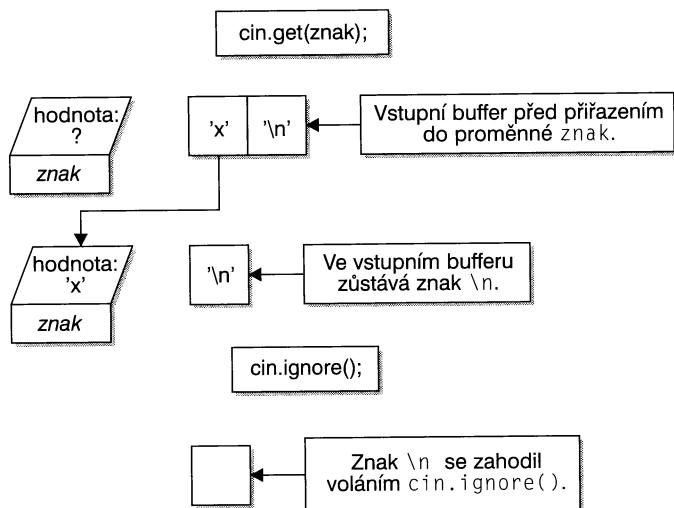 cin.get(znak);
hodnota:
?
znak
'x'
'\n'
Vstupní buffer před přiřazením
do proměnné znak.
hodnota:
'x'
znak
'\n'
Ve vstupním bufferu
zůstává znak \n.
cin.ignore();
Znak \n se zahodil
voláním cin.ignore().